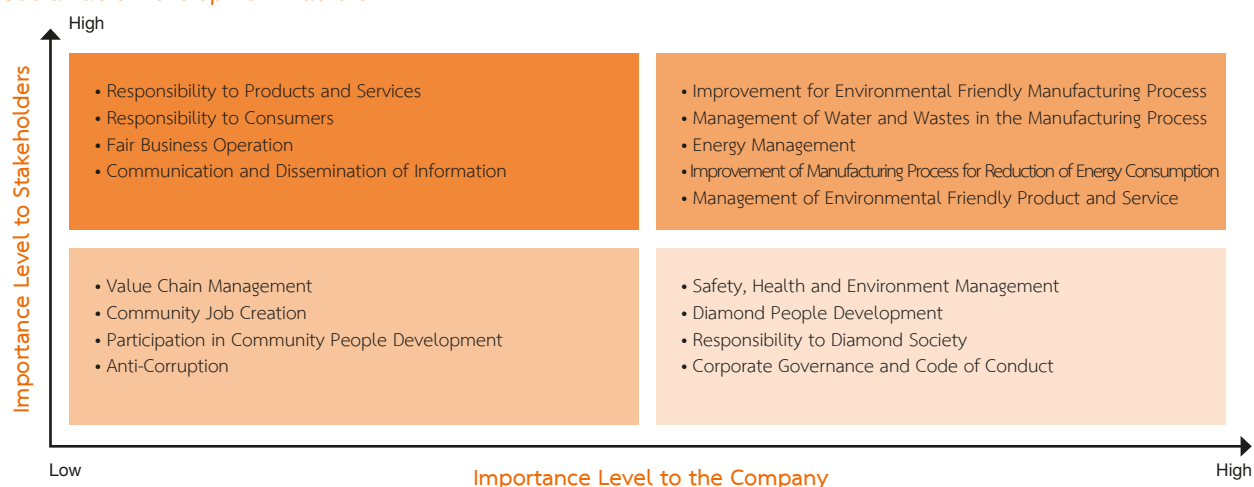 High
Importance Level to Stakeholders
• Responsibility to Products and Services
• Responsibility to Consumers
• Fair Business Operation
• Communication and Dissemination of Information
• Improvement for Environmental Friendly Manufacturing Process
• Management of Water and Wastes in the Manufacturing Process
• Energy Management
• Improvement of Manufacturing Process for Reduction of Energy Consumption
• Management of Environmental Friendly Product and Service
• Value Chain Management
• Community Job Creation
• Participation in Community People Development
• Anti-Corruption
• Safety, Health and Environment Management
• Diamond People Development
• Responsibility to Diamond Society
• Corporate Governance and Code of Conduct
Low
Importance Level to the Company
High